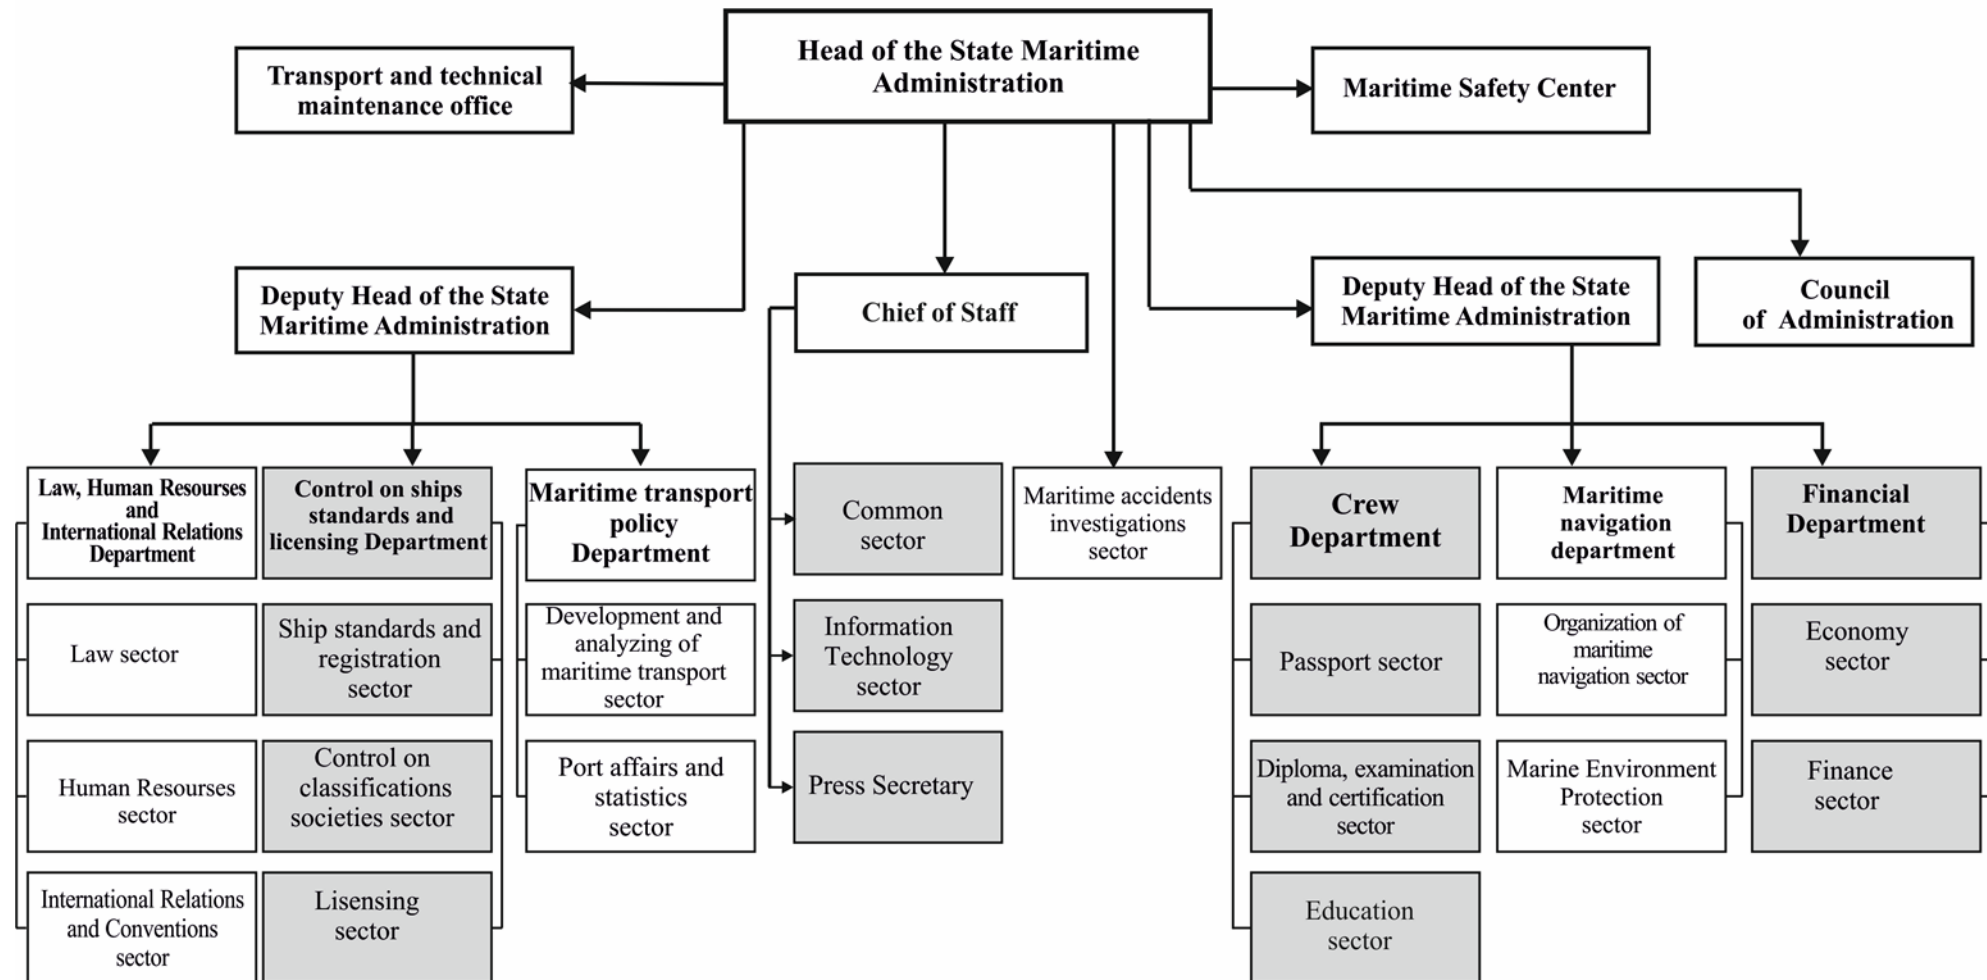 Head of the State Maritime
Administration
Transport and technical
maintenance office
Maritime Safety Center
Deputy Head of the State
Maritime Administration
Chief of Staff
Deputy Head of the State
Maritime Administration
Council
of Administration
Law, Human Resourses
and
International Relations
Department
Control on ships
standards and
licensing Department
Maritime transport
policy
Department
Common
sector
Maritime accidents
investigations
sector
Crew
Department
Maritime
navigation
department
Financial
Department
Law sector
Ship standards and
registration
sector
Development and
analyzing of
maritime transport
sector
Information
Technology
sector
Passport sector
Organization of
maritime
navigation sector
Economy
sector
Human Resourses
sector
Control on
classifications
societies sector
Port affairs and
statistics
sector
Press Secretary
Diploma, examination
and certification
sector
Marine Environment
Protection
sector
Finance
sector
International Relations
and Conventions
sector
Lisensing
sector
Education
sector